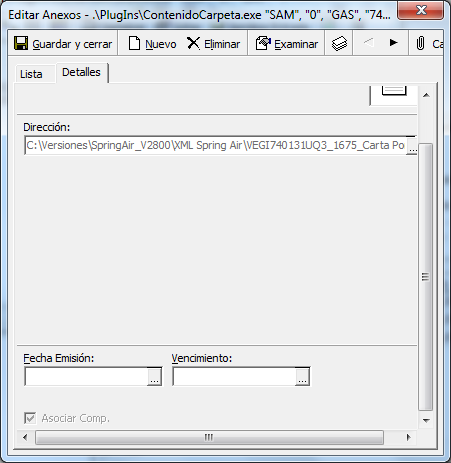 Editar Anexos - .\PlugIns\ContenidoCarpeta.exe "SAM", "0", "GAS", "74...
Guardar y cerrar Nuevo Eliminar Examinar Ca
Lista Detalles
Dirección:
C:\Versiones\SpringAir_V2800\XML Spring Air\VEGI740131UQ3_1675_Carta Po ...
Fecha Emisión: Vencimiento:
... ...
Asociar Comp.